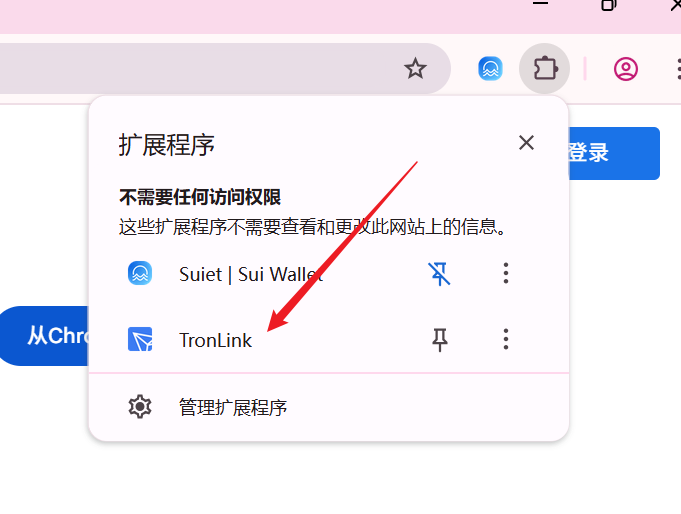 扩展程序
登录
不需要任何访问权限
这些扩展程序不需要查看和更改此网站上的信息。
Suiet | Sui Wallet
从Chro
TronLink
管理扩展程序